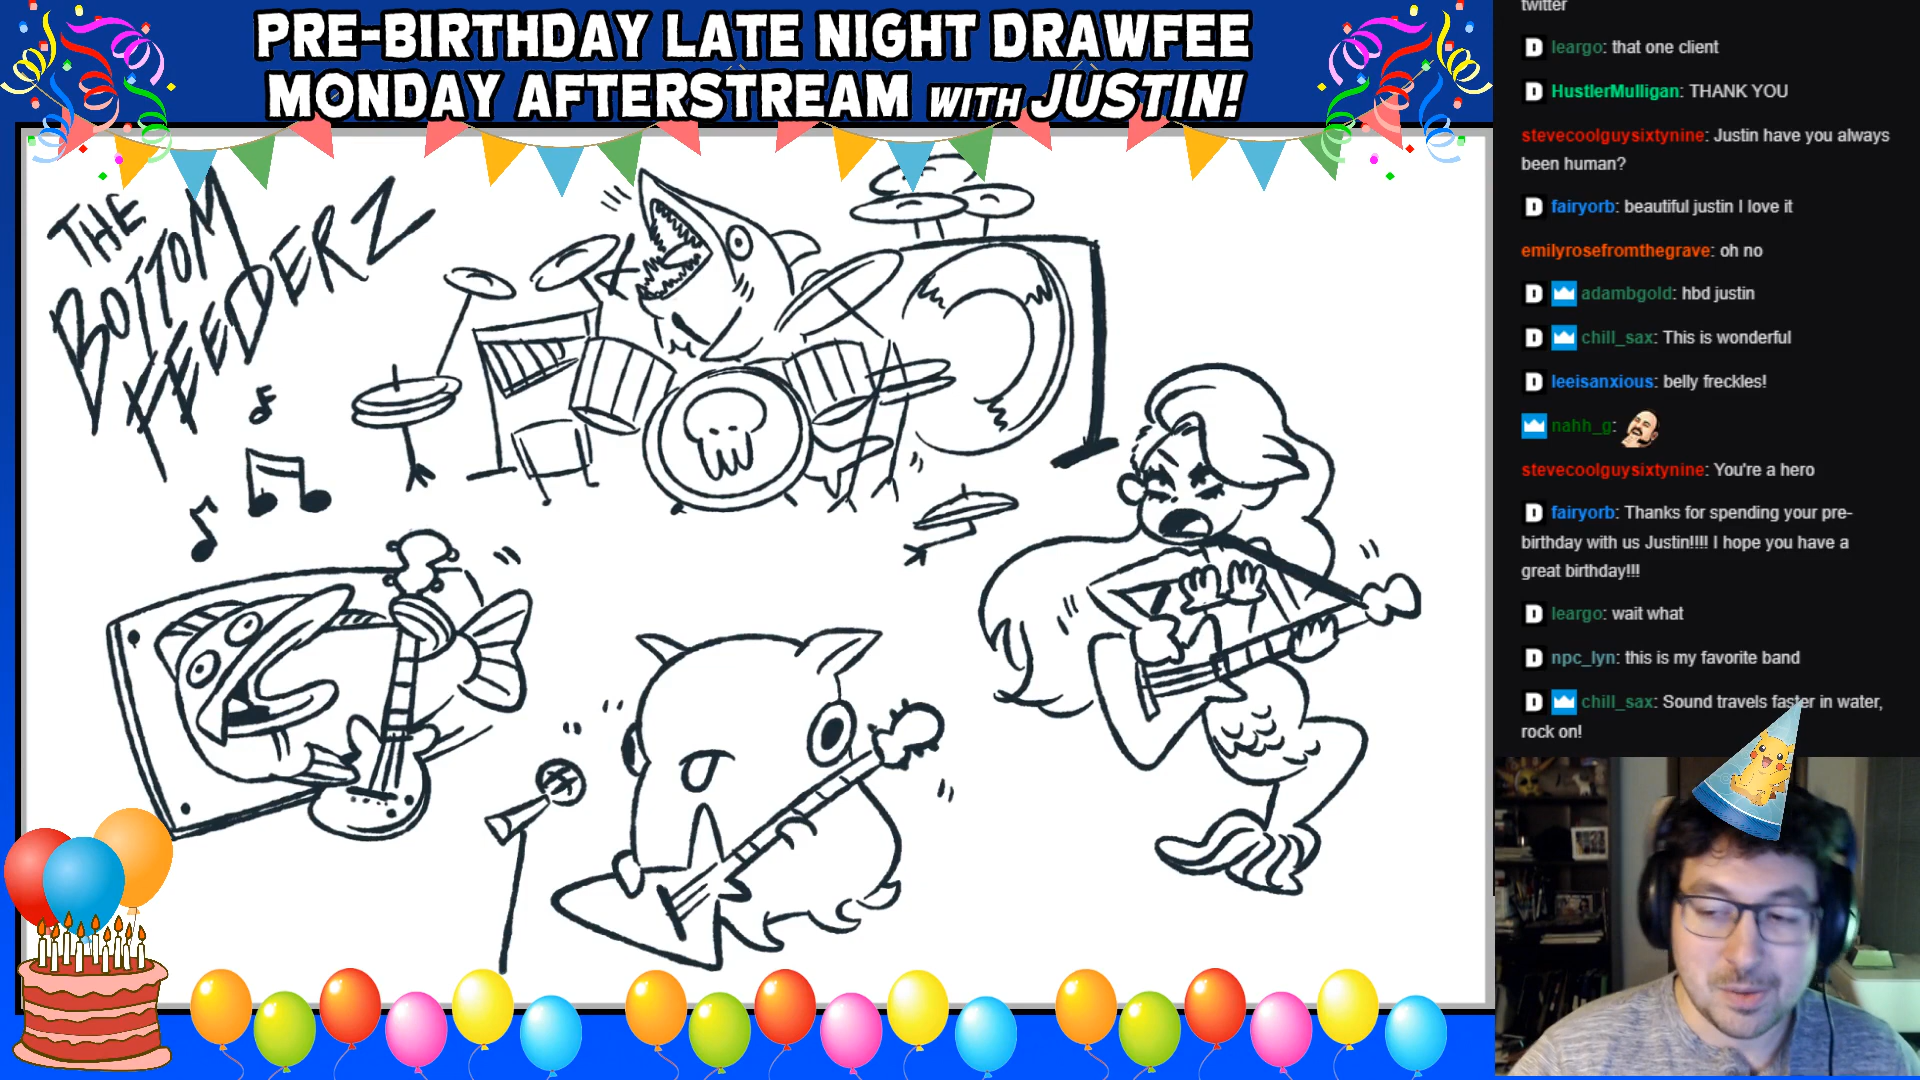 PRE-BIRTHDAY LATE NIGHT DRAWFEE
MONDAY AFTERSTREAM WITH JUSTIN!
THE
BOTTOM
FEEDERZ
twitter
D leargo: that one client
D HustlerMulligan: THANK YOU
stevecoolguysixtynine: Justin have you always
been human?
D fairyorb: beautiful justin I love it
emilyrosefromthegrave: oh no
D adambgold: hbd justin
D chill_sax: This is wonderful
D leeisanxious: belly freckles!
nahh_g:
stevecoolguysixtynine: You're a hero
D fairyorb: Thanks for spending your pre-
birthday with us Justin!!!! I hope you have a
great birthday!!!
D leargo: wait what
D npc_lyn: this is my favorite band
D chill_sax: Sound travels faster in water,
rock on!